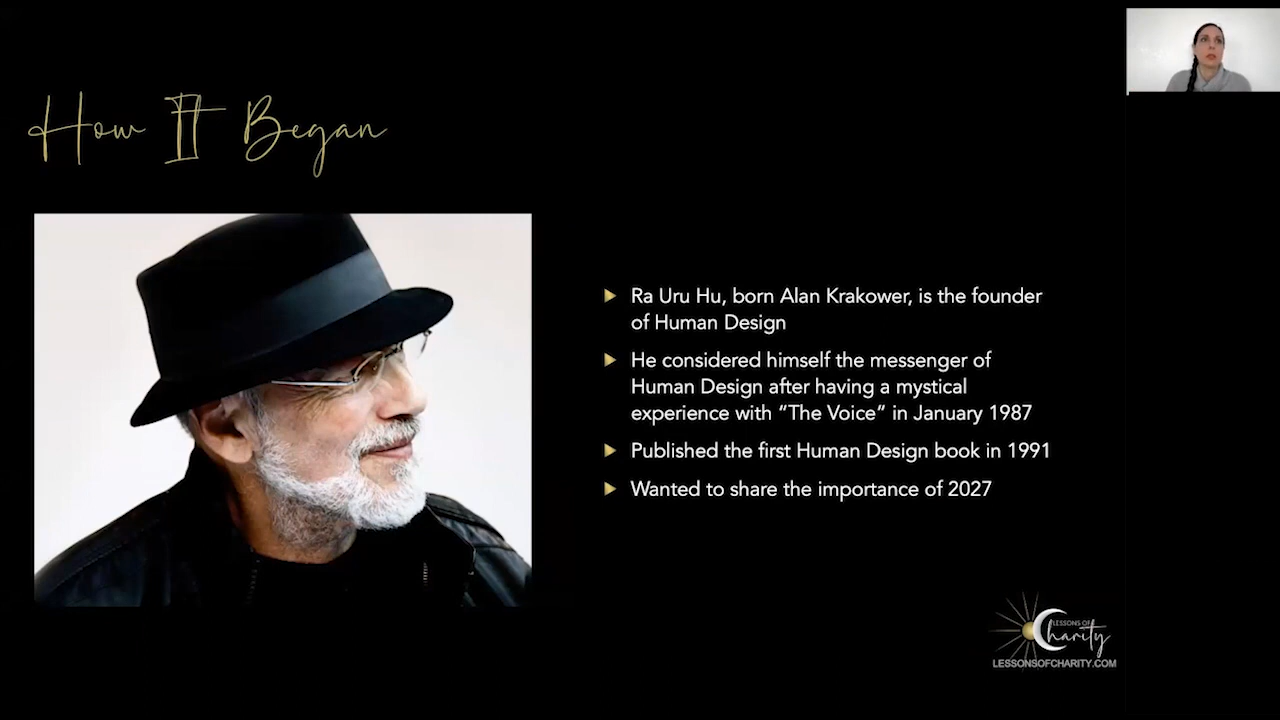 How It Began
Ra Uru Hu, born Alan Krakower, is the founder
of Human Design
He considered himself the messenger of
Human Design after having a mystical
experience with “The Voice” in January 1987
Published the first Human Design book in 1991
Wanted to share the importance of 2027
LESSONS OF
Charity
LESSONSOFCHARITY.COM